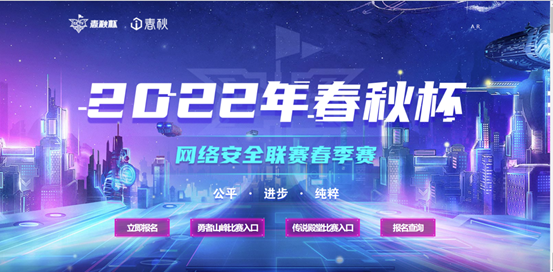 春秋杯 春秋
2022年春秋杯
网络安全联赛春季赛
公平 · 进步 · 纯粹
立即报名 勇者山峰比赛入口 传说殿堂比赛入口 报名查询